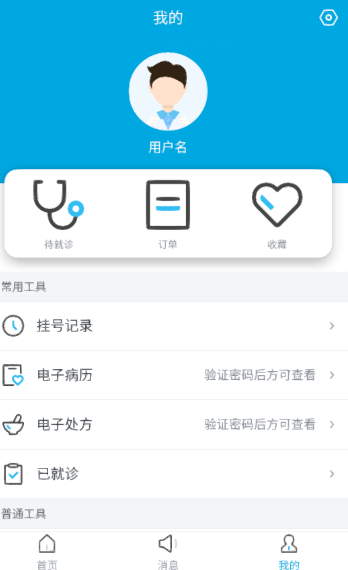 我的
用户名
待就诊 订单 收藏
常用工具
挂号记录
电子病历 验证密码后方可查看
电子处方 验证密码后方可查看
已就诊
普通工具
首页 消息 我的